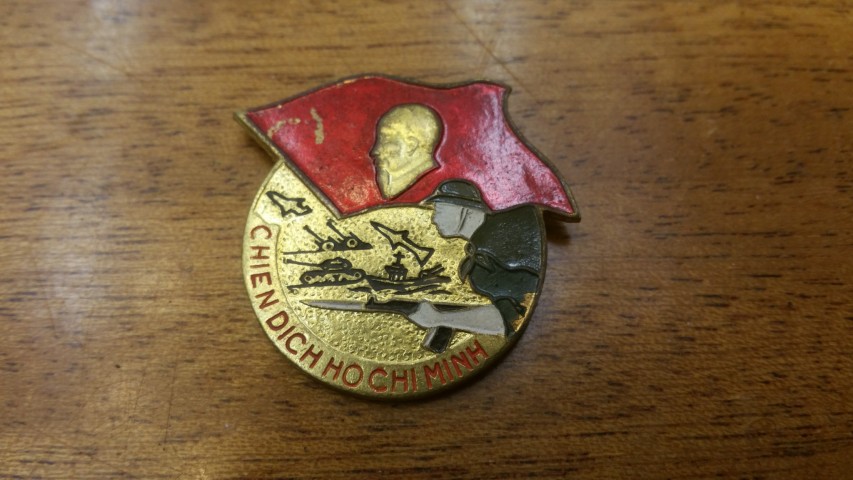 CHIEN DICH HO CHI MINH